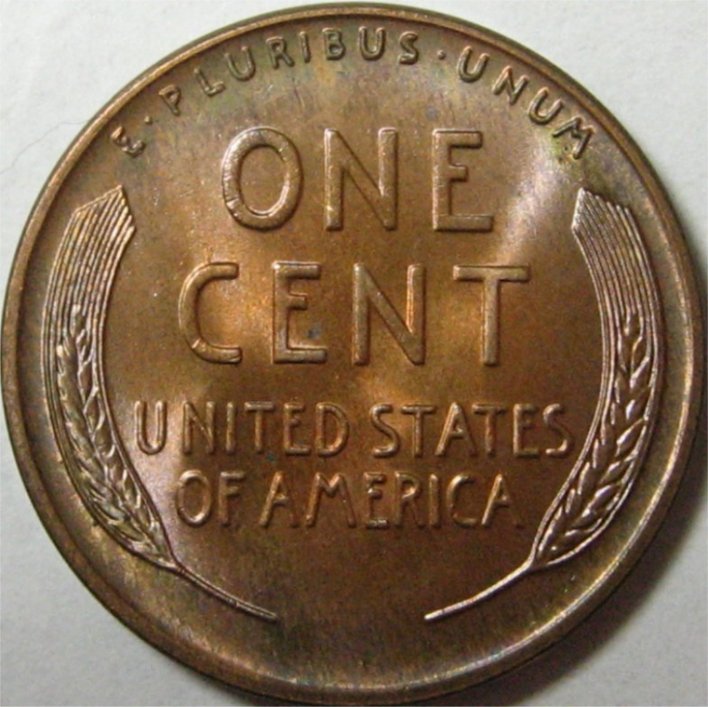 E · PLURIBUS · UNUM
ONE
CENT
UNITED STATES
OF AMERICA